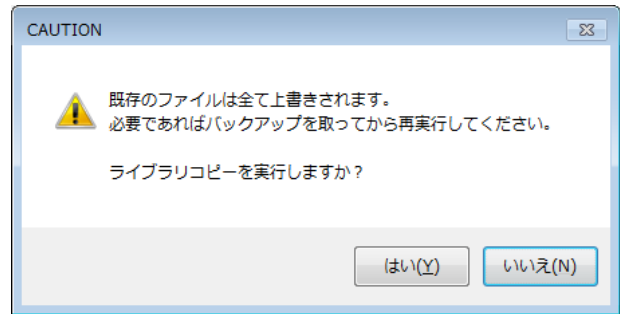 CAUTION
既存のファイルは全て上書きされます。
必要であればバックアップを取ってから再実行してください。
ライブラリコピーを実行しますか？
はい(Y)
いいえ(N)